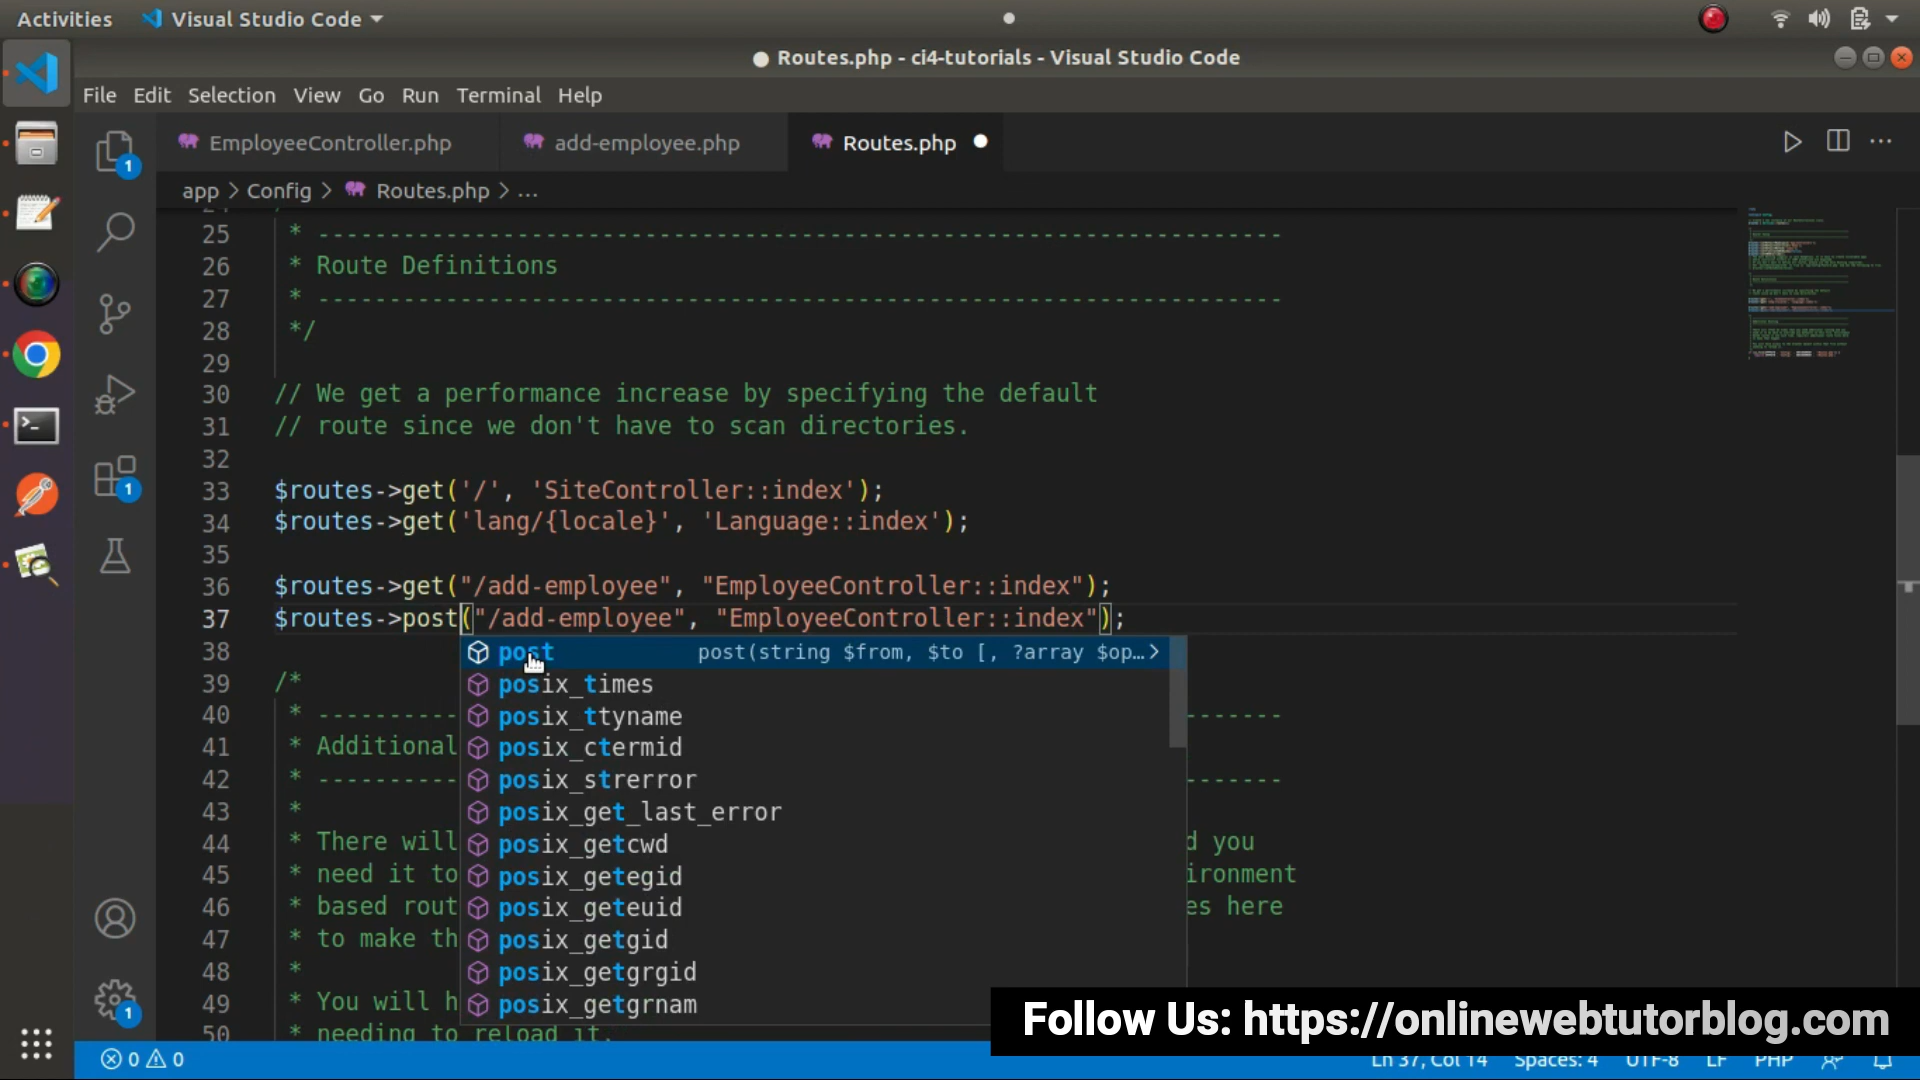 Activities Visual Studio Code
Routes.php - ci4-tutorials - Visual Studio Code
File Edit Selection View Go Run Terminal Help
EmployeeController.php add-employee.php Routes.php
app > Config > Routes.php > ...
25 * --------------------------------------------------------------------
26 * Route Definitions
27 * --------------------------------------------------------------------
28 */
29
30 // We get a performance increase by specifying the default
31 // route since we don't have to scan directories.
32
33 $routes->get('/', 'SiteController::index');
34 $routes->get('lang/{locale}', 'Language::index');
35
36 $routes->get("/add-employee", "EmployeeController::index");
37 $routes->post("/add-employee", "EmployeeController::index");
38 post post(string $from, $to [, ?array $op…>
39 /* posix_times
40 * ---------- posix_ttyname -------
41 * Additional posix_ctermid
42 * ---------- posix_strerror -------
43 * posix_get_last_error
44 * There will posix_getcwd d you
45 * need it to posix_getegid ironment
46 * based rout posix_geteuid es here
47 * to make th posix_getgid
48 * posix_getgrgid
49 * You will h posix_getgrnam
50 * needing to reload it.
1
1
1
Follow Us: https://onlinewebtutorblog.com
0 0 Ln 37, Col 14 Spaces: 4 UTF-8 LF PHP